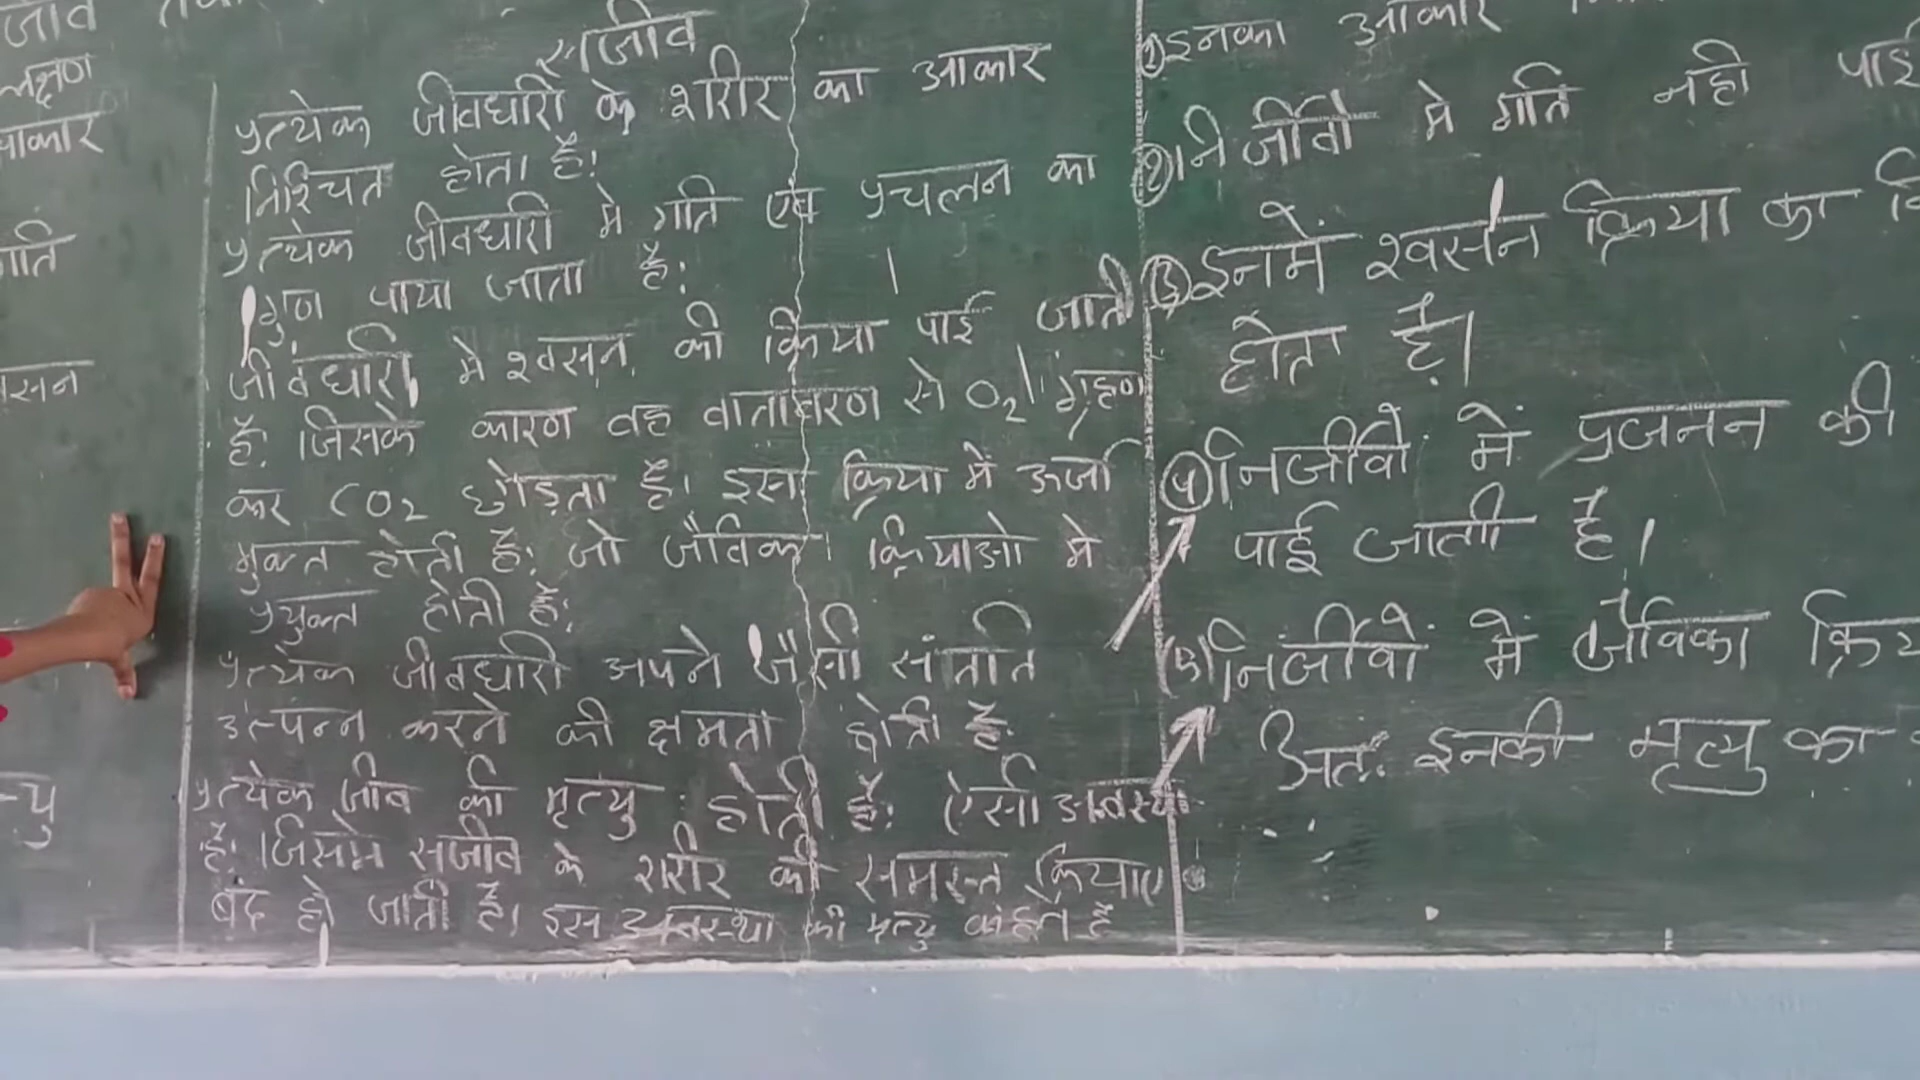 जीव
लक्षण
आकार
गति
सन
त्यु
सजीव
प्रत्येक जीवधारी के शरीर का आकार
निश्चित होता है।
प्रत्येक जीवधारी मे गति एवं प्रचलन का
गुण पाया जाता है।
जीवधारी मे श्वसन की क्रिया पाई जाती
है। जिसके कारण वह वातावरण से O₂ ग्रहण
कर CO₂ छोड़ता है। इस क्रिया में ऊर्जा
मुक्त होती है। जो जैविक क्रियाओ मे
प्रयुक्त होती है।
प्रत्येक जीवधारी अपने जैसी संतति
उत्पन्न करने की क्षमता होती है
प्रत्येक जीव की मृत्यु होती है। ऐसी अवस्था
है। जिसमे सजीव के शरीर की समस्त क्रियाए
बंद हो जाती है। इस अवस्था को मृत्यु कहते है
① इनका आकार
② नि र्जीवो मे गति नही पाई
③ इनमें श्वसन क्रिया का
होता है।
④ निर्जीवो में प्रजनन की
पाई जाती है।
(5) निर्जीवों में जैविका क्रिय
अतः इनकी मृत्यु का